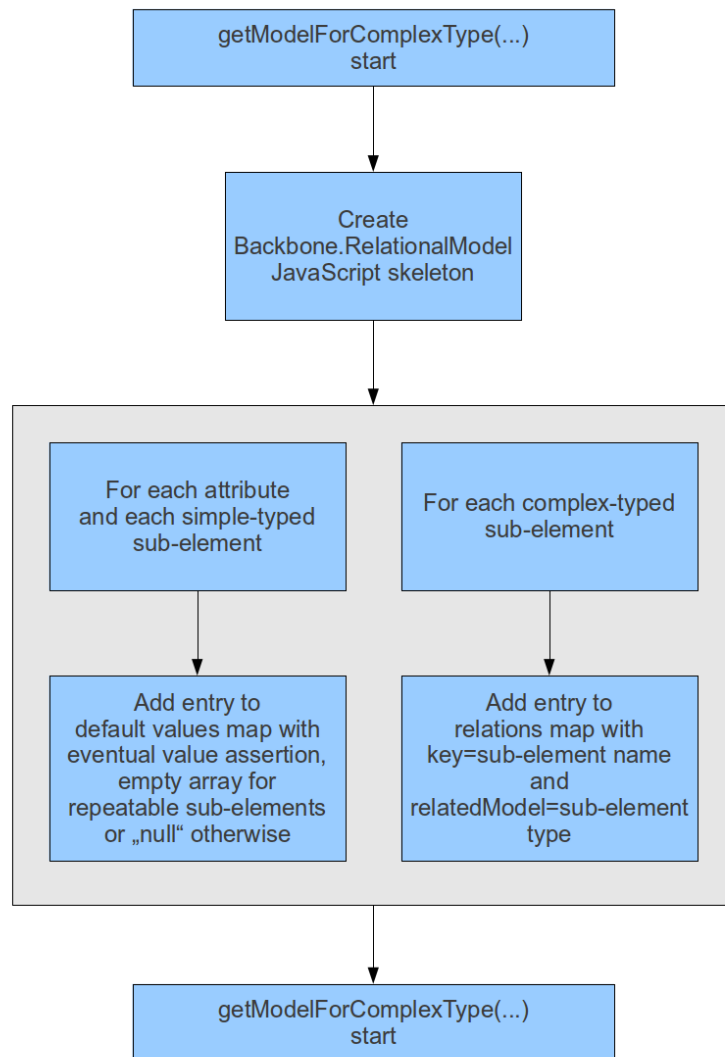 getModelForComplexType(...)
start
Create
Backbone.RelationalModel
JavaScript skeleton
For each attribute
and each simple-typed
sub-element
For each complex-typed
sub-element
Add entry to
default values map with
eventual value assertion,
empty array for
repeatable sub-elements
or „null“ otherwise
Add entry to
relations map with
key=sub-element name
and
relatedModel=sub-element
type
getModelForComplexType(...)
start